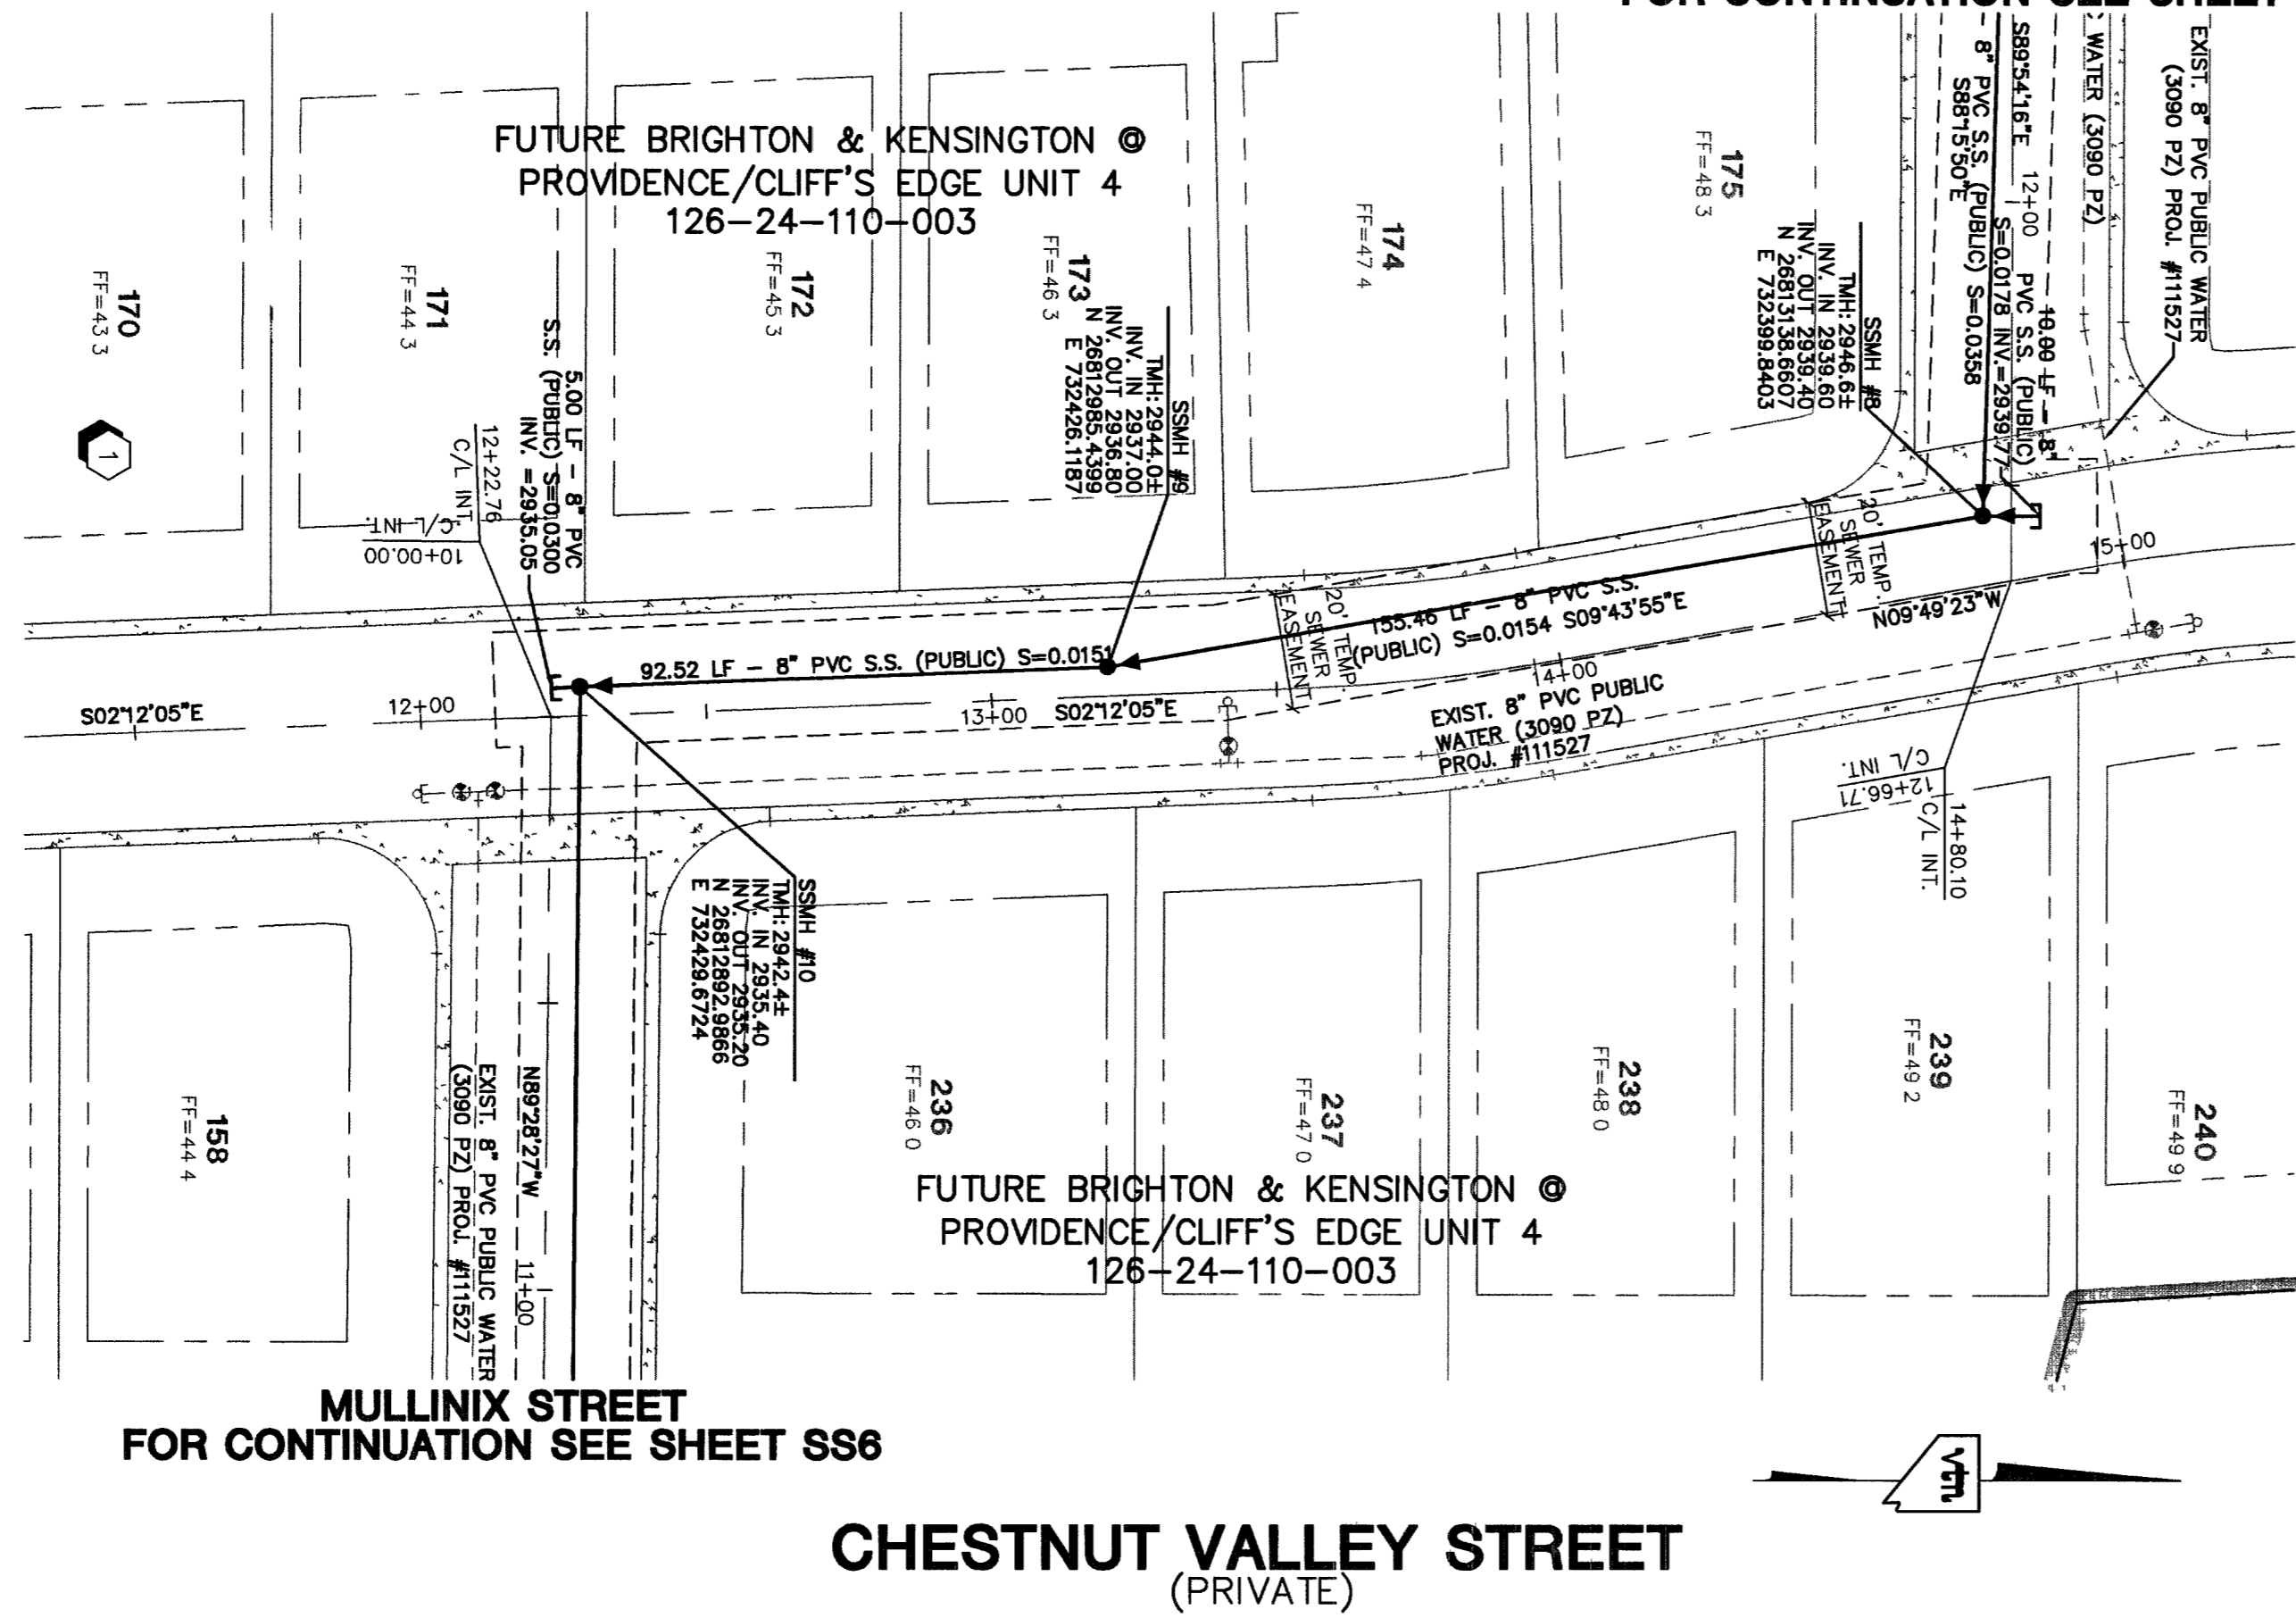 EXIST. 8" PVC PUBLIC WATER
(3090 PZ) PROJ. #111527
WATER (3090 PZ)
S89°54'16"E
12+00
10.00 LF - 8"
PVC S.S. (PUBLIC)
S=0.0178 INV.=2939.77
8" PVC S.S. (PUBLIC) S=0.0358
S88°15'50"E
FUTURE BRIGHTON & KENSINGTON @
PROVIDENCE/CLIFF'S EDGE UNIT 4
126-24-110-003
170
FF=43 3
171
FF=44 3
172
FF=45 3
173
FF=46 3
174
FF=47 4
175
FF=48 3
1
SSMH #8
TMH: 2946.6±
INV. IN 2939.60
INV. OUT 2939.40
N 26813138.6607
E 732399.8403
SSMH #9
TMH: 2944.0±
INV. IN 2937.00
INV. OUT 2936.80
N 26812985.4399
E 732426.1187
5.00 LF - 8" PVC
S.S. (PUBLIC) S=0.0300
INV. =2935.05
12+22.76
C/L INT.
C/L INT.
10+00.00
20' TEMP.
SEWER
EASEMENT
20' TEMP.
SEWER
EASEMENT
15+00
N09°49'23"W
155.46 LF - 8" PVC S.S.
(PUBLIC) S=0.0154 S09°43'55"E
92.52 LF - 8" PVC S.S. (PUBLIC) S=0.0151
S02°12'05"E
12+00
13+00
S02°12'05"E
14+00
EXIST. 8" PVC PUBLIC
WATER (3090 PZ)
PROJ. #111527
C/L INT.
12+66.71
14+80.10
C/L INT.
SSMH #10
TMH: 2942.4±
INV. IN 2935.40
INV. OUT 2935.20
N 26812892.9866
E 732429.6724
158
FF=44 4
N89°28'27"W
11+00
EXIST. 8" PVC PUBLIC WATER
(3090 PZ) PROJ. #111527
236
FF=46 0
237
FF=47 0
238
FF=48 0
239
FF=49 2
240
FF=49 9
FUTURE BRIGHTON & KENSINGTON @
PROVIDENCE/CLIFF'S EDGE UNIT 4
126-24-110-003
MULLINIX STREET
FOR CONTINUATION SEE SHEET SS6
vtn
CHESTNUT VALLEY STREET
(PRIVATE)